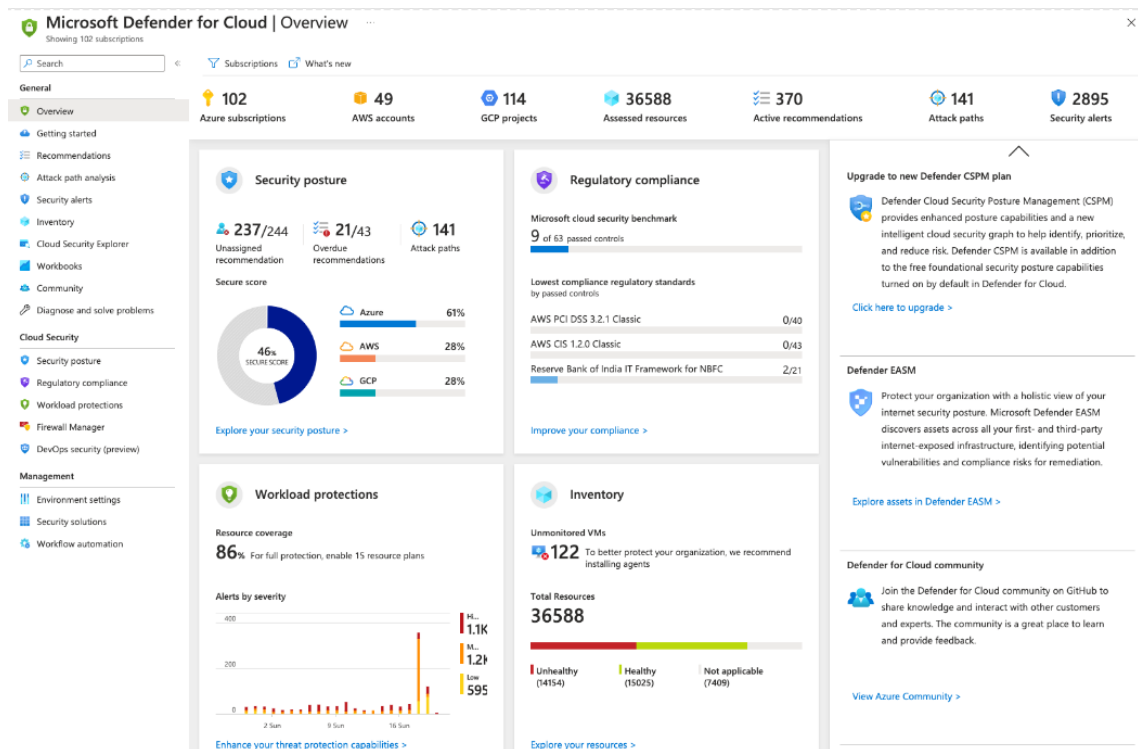 Microsoft Defender for Cloud | Overview ...
Showing 102 subscriptions
Search
«
Subscriptions
What's new
General
Overview
Getting started
Recommendations
Attack path analysis
Security alerts
Inventory
Cloud Security Explorer
Workbooks
Community
Diagnose and solve problems
Cloud Security
Security posture
Regulatory compliance
Workload protections
Firewall Manager
DevOps security (preview)
Management
Environment settings
Security solutions
Workflow automation
102
Azure subscriptions
49
AWS accounts
114
GCP projects
36588
Assessed resources
370
Active recommendations
141
Attack paths
2895
Security alerts
Security posture
237/244
Unassigned
recommendation
21/43
Overdue
recommendations
141
Attack paths
Secure score
46%
SECURE SCORE
Azure 61%
AWS 28%
GCP 28%
Explore your security posture >
Regulatory compliance
Microsoft cloud security benchmark
9 of 63 passed controls
Lowest compliance regulatory standards
by passed controls
AWS PCI DSS 3.2.1 Classic 0/40
AWS CIS 1.2.0 Classic 0/43
Reserve Bank of India IT Framework for NBFC 2/21
Improve your compliance >
Workload protections
Resource coverage
86% For full protection, enable 15 resource plans
Alerts by severity
400
200
0
2 Sun
9 Sun
16 Sun
Hi...
1.1K
M...
1.2K
Low
595
Enhance your threat protection capabilities >
Inventory
Unmonitored VMs
122 To better protect your organization, we recommend
installing agents
Total Resources
36588
Unhealthy
(14154)
Healthy
(15025)
Not applicable
(7409)
Explore your resources >
Upgrade to new Defender CSPM plan
Defender Cloud Security Posture Management (CSPM)
provides enhanced posture capabilities and a new
intelligent cloud security graph to help identify, prioritize,
and reduce risk. Defender CSPM is available in addition
to the free foundational security posture capabilities
turned on by default in Defender for Cloud.
Click here to upgrade >
Defender EASM
Protect your organization with a holistic view of your
internet security posture. Microsoft Defender EASM
discovers assets across all your first- and third-party
internet-exposed infrastructure, identifying potential
vulnerabilities and compliance risks for remediation.
Explore assets in Defender EASM >
Defender for Cloud community
Join the Defender for Cloud community on GitHub to
share knowledge and interact with other customers
and experts. The community is a great place to learn
and provide feedback.
View Azure Community >